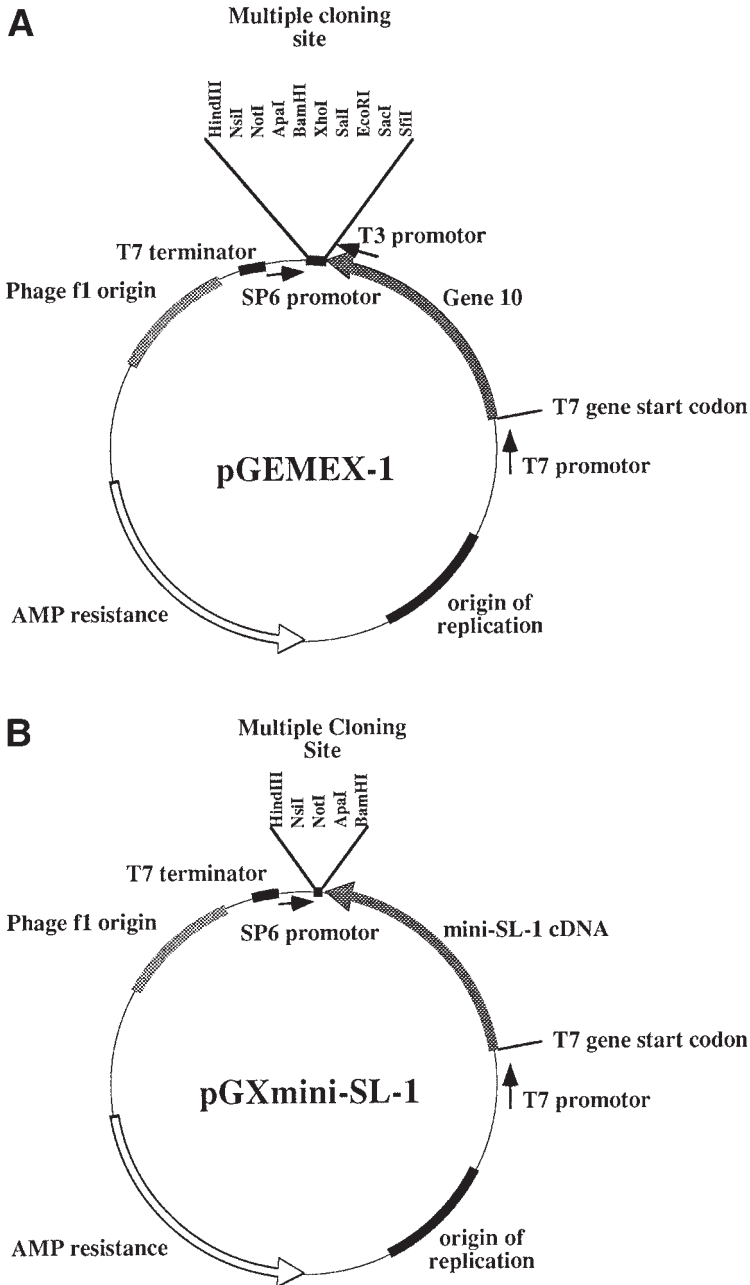 A
Multiple cloning
site
HindIII
NsiI
NotI
ApaI
BamHI
XhoI
SalI
EcoRI
SacI
SfiI
T7 terminator
T3 promotor
Phage f1 origin
SP6 promotor
Gene 10
T7 gene start codon
pGEMEX-1
T7 promotor
AMP resistance
origin of
replication
B
Multiple Cloning
Site
HindIII
NsiI
NotI
ApaI
BamHI
T7 terminator
Phage f1 origin
SP6 promotor
mini-SL-1 cDNA
T7 gene start codon
pGXmini-SL-1
T7 promotor
AMP resistance
origin of
replication